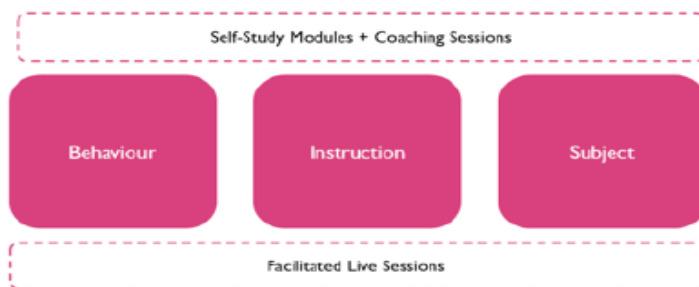 Self-Study Modules + Coaching Sessions
Behaviour
Instruction
Subject
Facilitated Live Sessions